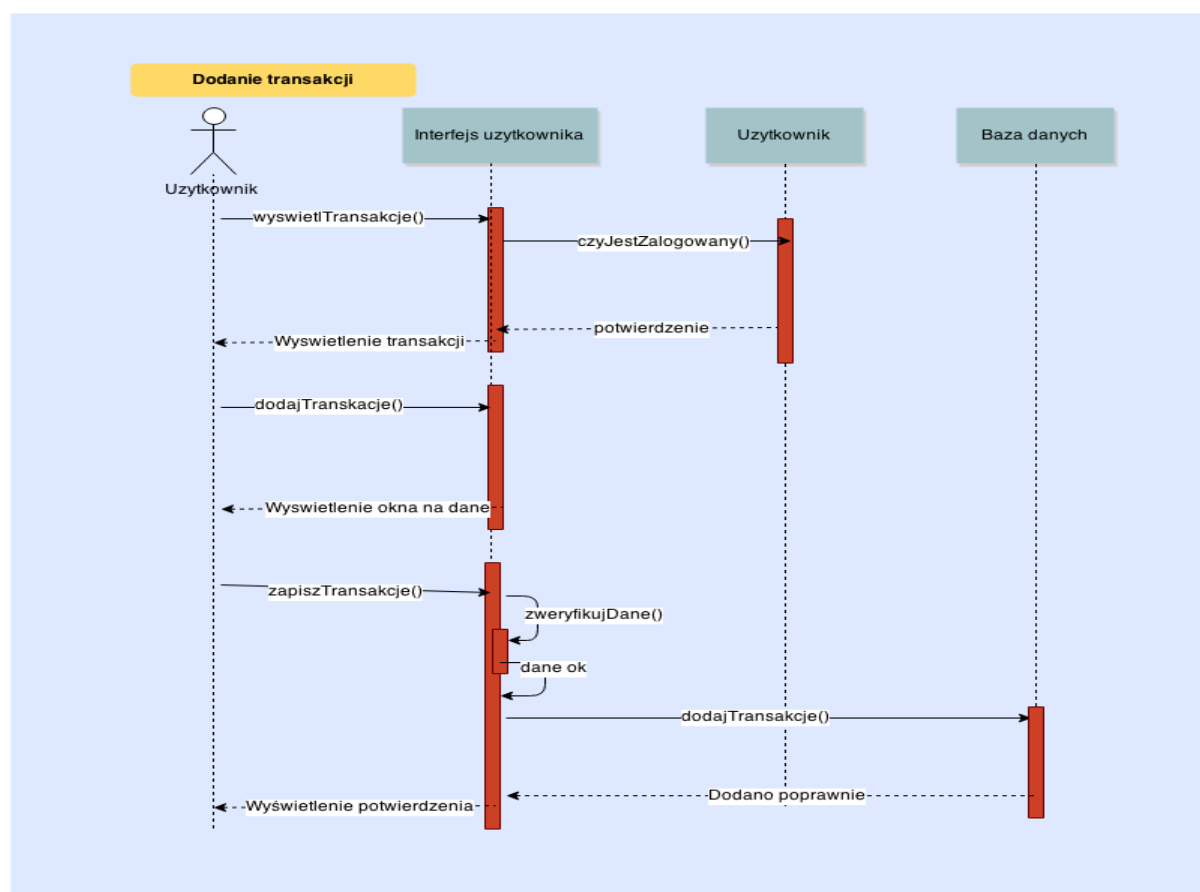 Dodanie transakcji
Interfejs uzytkownika
Uzytkownik
Baza danych
Uzytkownik
wyswietlTransakcje()
czyJestZalogowany()
potwierdzenie
Wyswietlenie transakcji
dodajTranskacje()
Wyswietlenie okna na dane
zapiszTransakcje()
zweryfikujDane()
dane ok
dodajTransakcje()
Dodano poprawnie
Wyświetlenie potwierdzenia